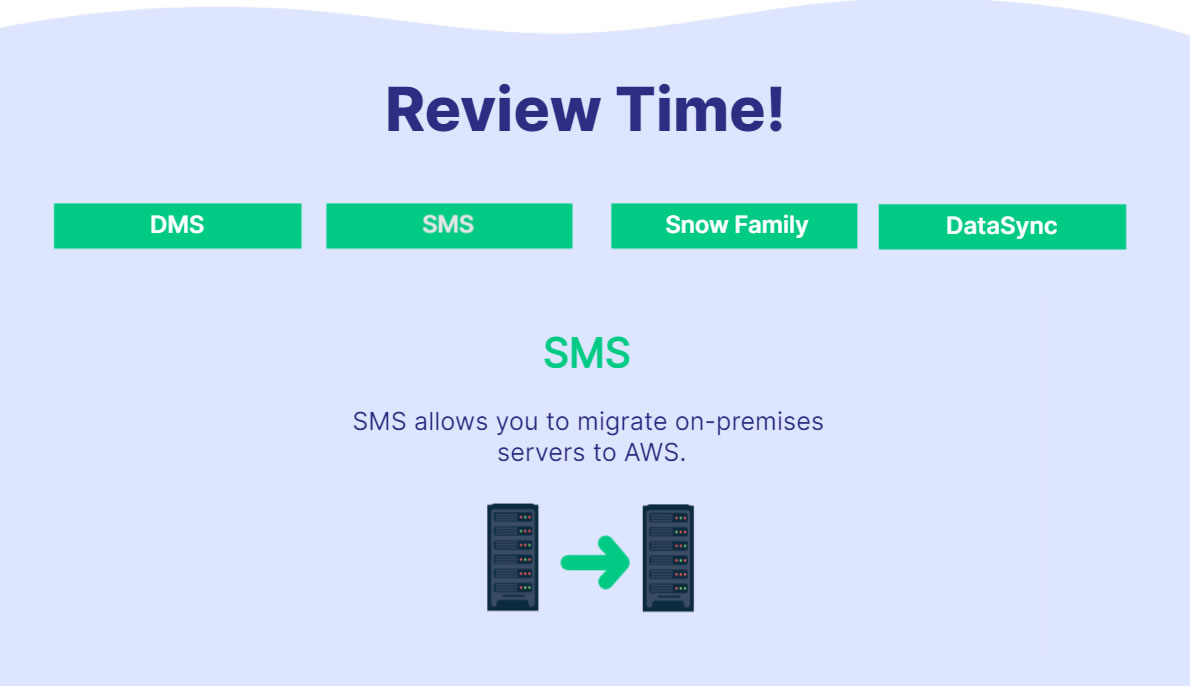 Review Time!
DMS
SMS
Snow Family
DataSync
SMS
SMS allows you to migrate on-premises
servers to AWS.